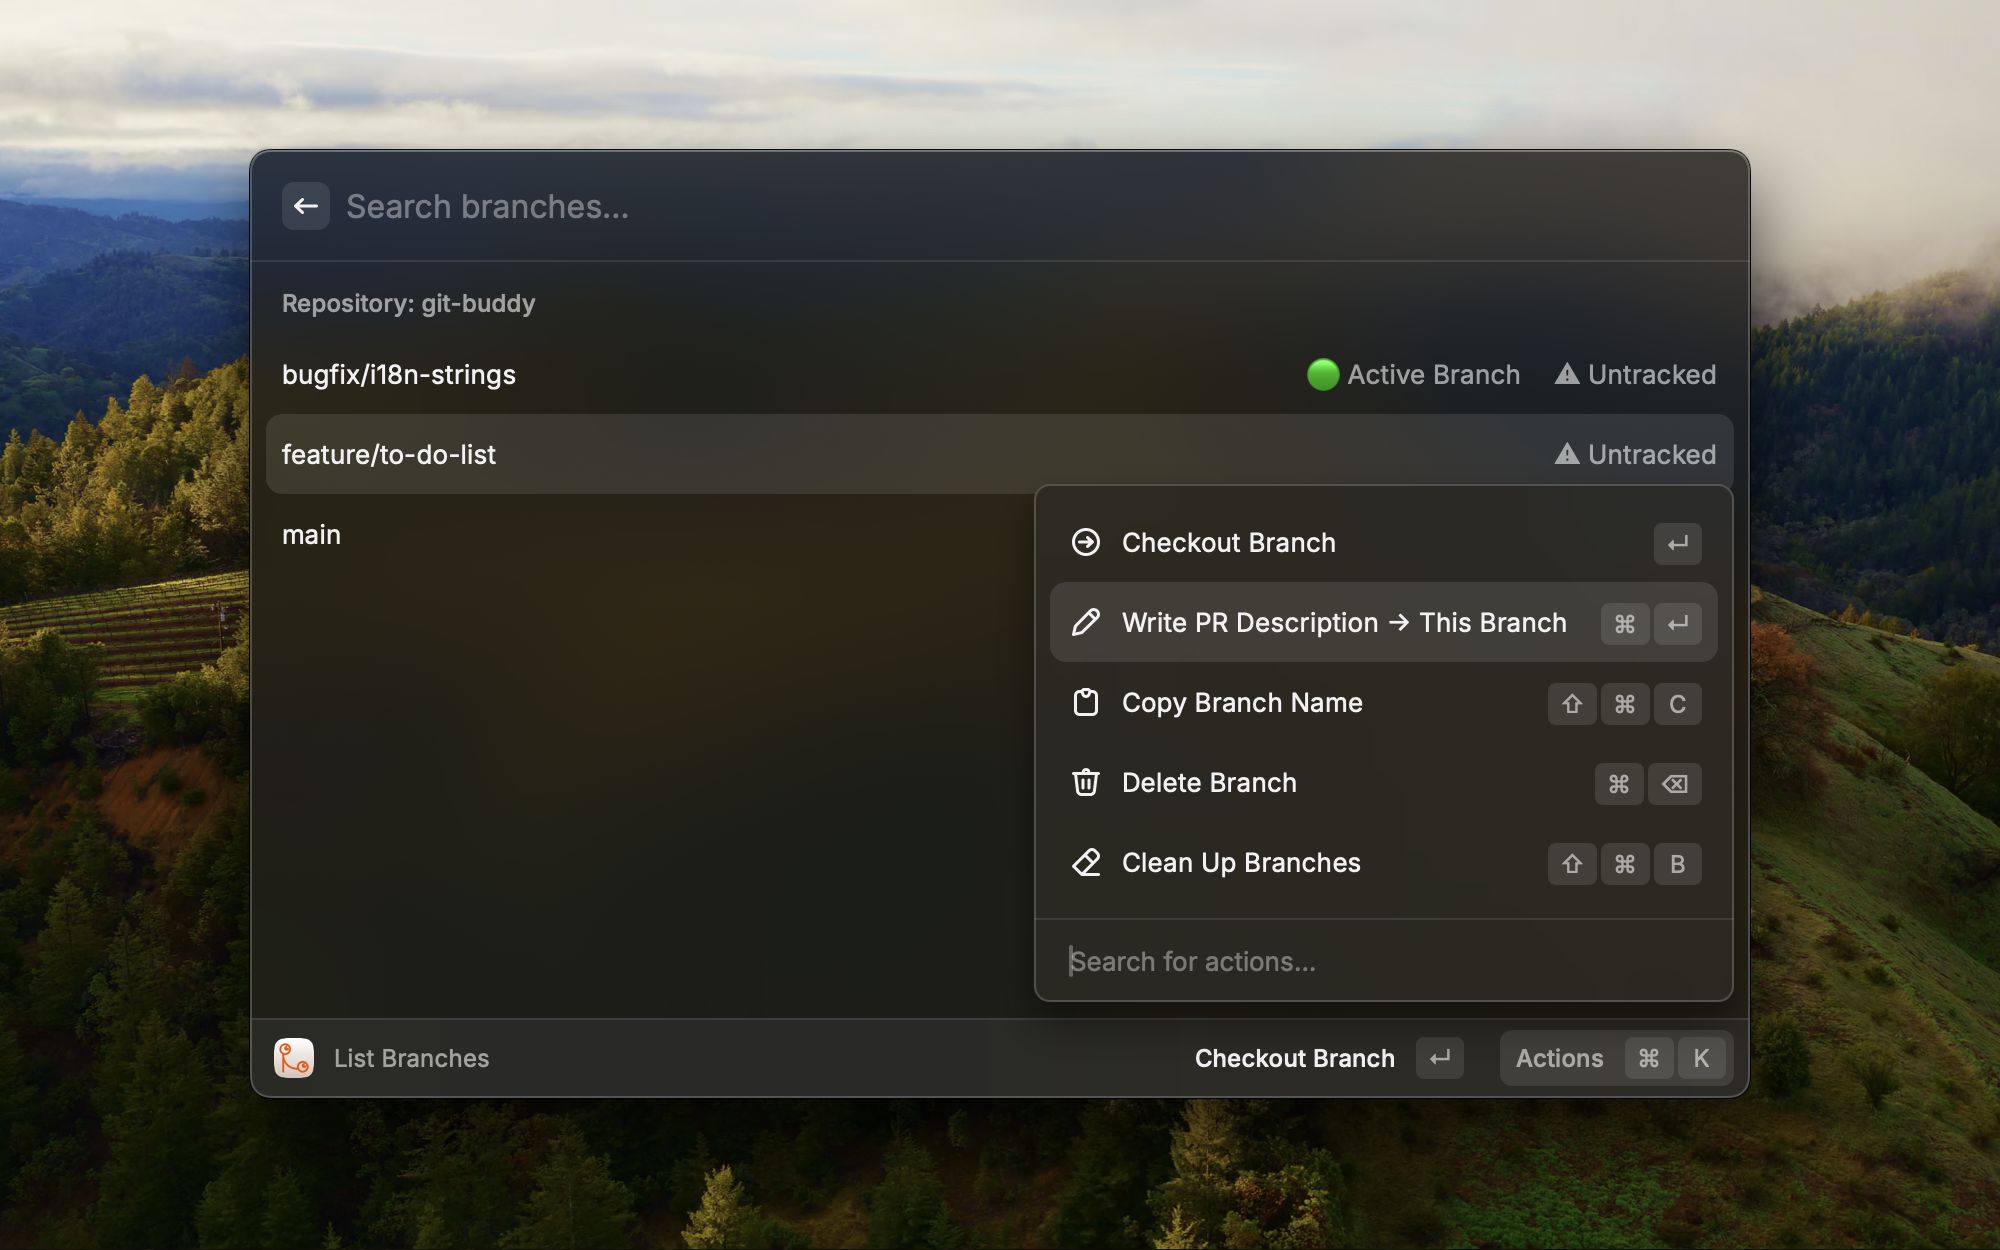 Search branches...
Repository: git-buddy
bugfix/i18n-strings Active Branch Untracked
feature/to-do-list Untracked
main
Checkout Branch ↵
Write PR Description → This Branch ⌘ ↵
Copy Branch Name ⇧ ⌘ C
Delete Branch ⌘ ⌫
Clean Up Branches ⇧ ⌘ B
Search for actions...
List Branches Checkout Branch ↵ Actions ⌘ K